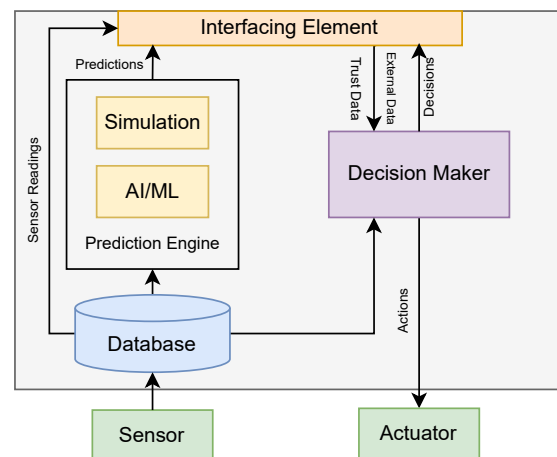 Interfacing Element
Predictions
Trust Data
External Data
Decisions
Simulation
AI/ML
Prediction Engine
Sensor Readings
Decision Maker
Database
Actions
Sensor
Actuator